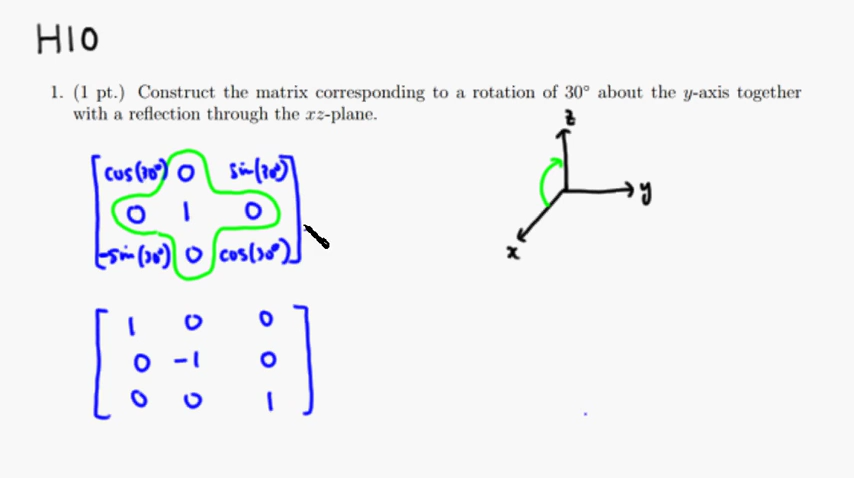 H10
1. (1 pt.) Construct the matrix corresponding to a rotation of 30° about the y-axis together
with a reflection through the xz-plane.
z
y
x
cos(30°) 0 sin(30°)
0 1 0
-sin(30°) 0 cos(30°)
1 0 0
0 -1 0
0 0 1